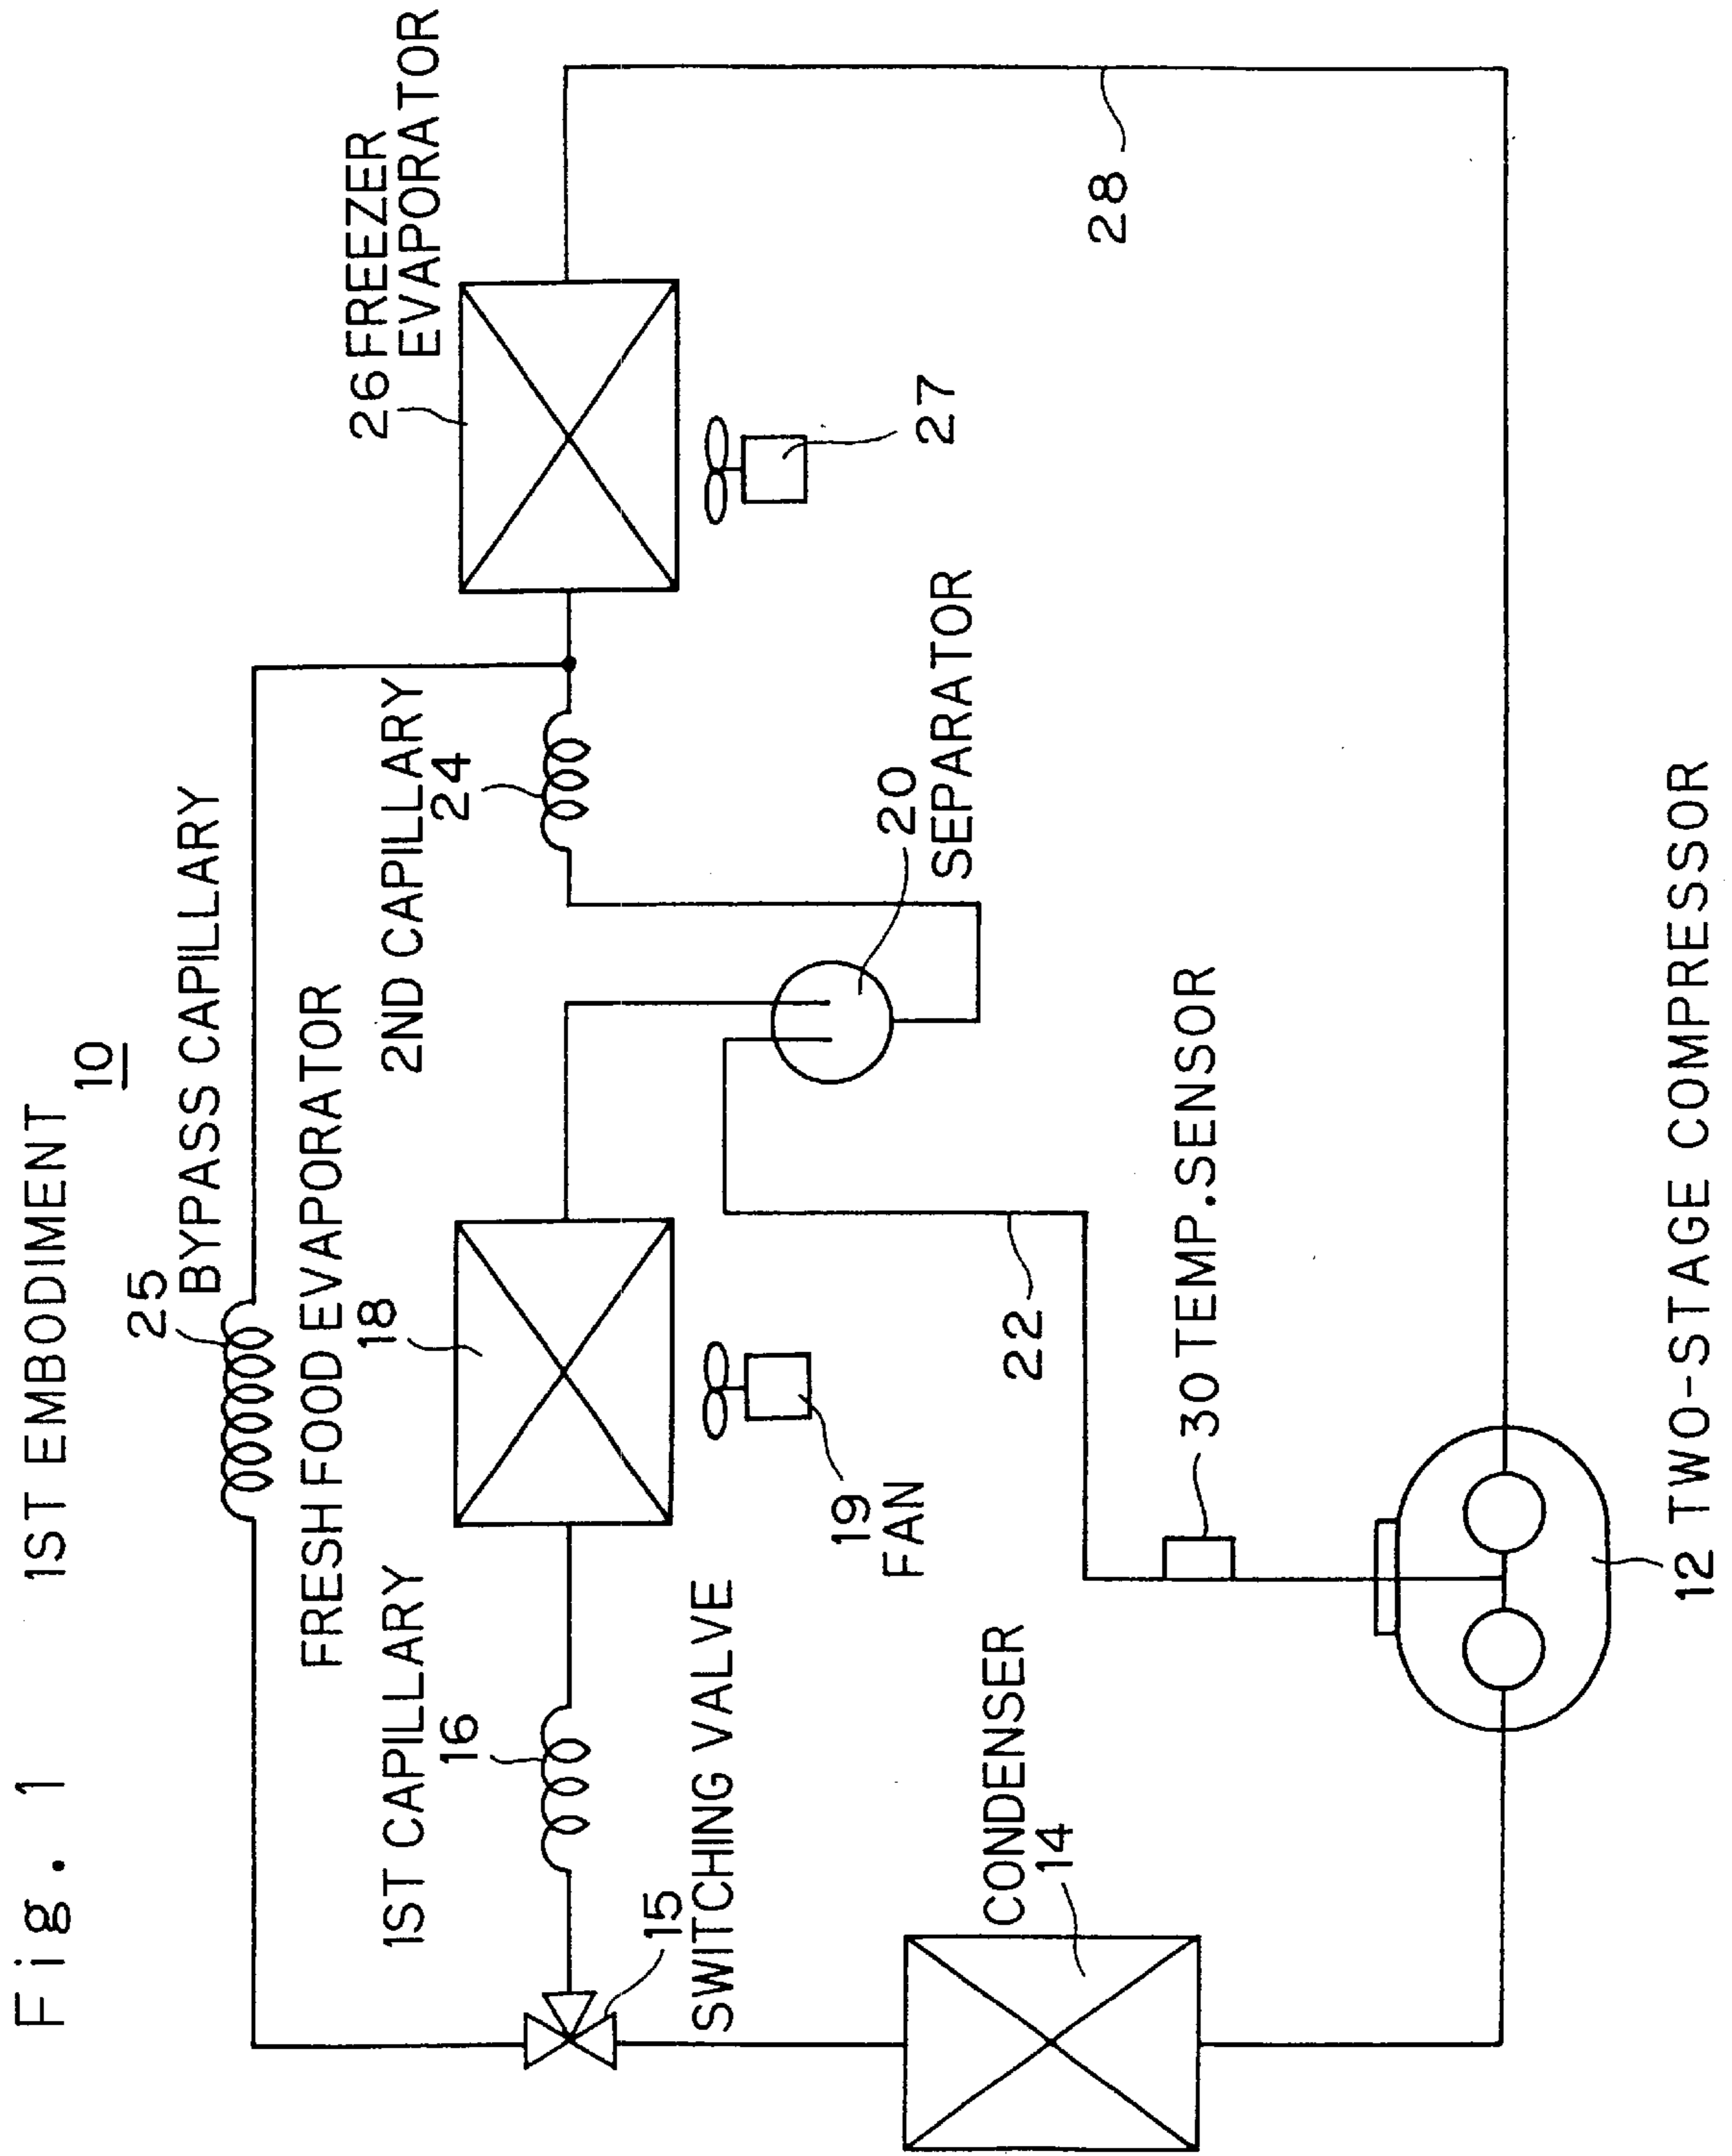 Fig. 1 1ST EMBODIMENT
10
25
BYPASS CAPILLARY
FRESH FOOD EVAPORATOR
18
1ST CAPILLARY
16
2ND CAPILLARY
24
26 FREEZER
EVAPORATOR
15
SWITCHING VALVE
19
FAN
20
SEPARATOR
27
CONDENSER
14
22
28
30 TEMP.SENSOR
12 TWO-STAGE COMPRESSOR